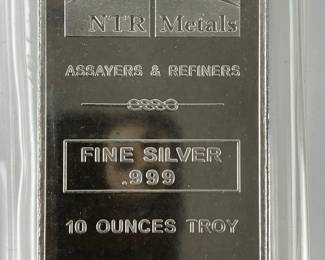 NTR Metals
ASSAYERS & REFINERS
FINE SILVER
.999
10 OUNCES TROY